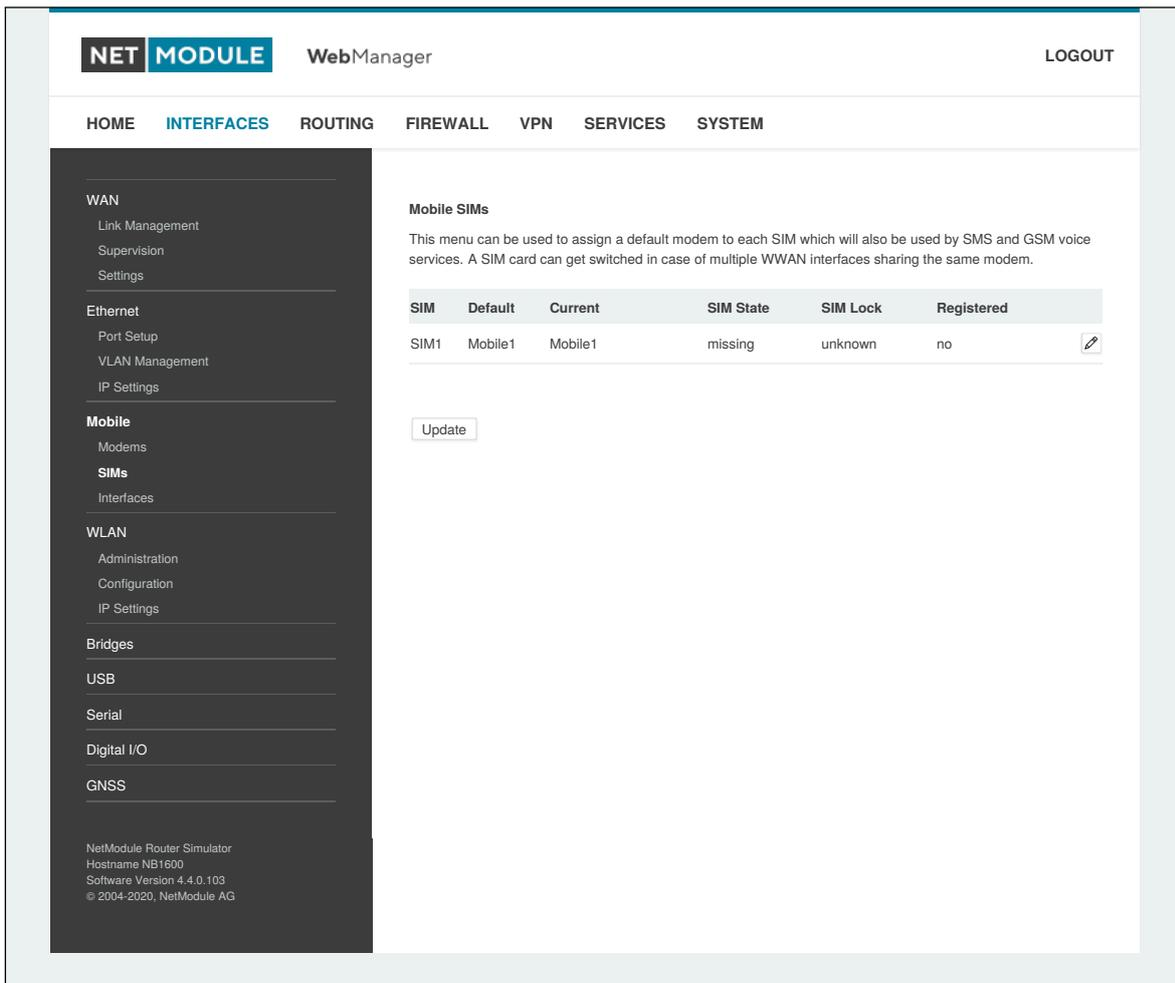 NET MODULE WebManager LOGOUT
HOME INTERFACES ROUTING FIREWALL VPN SERVICES SYSTEM
WAN
Link Management
Supervision
Settings
Ethernet
Port Setup
VLAN Management
IP Settings
Mobile
Modems
SIMs
Interfaces
WLAN
Administration
Configuration
IP Settings
Bridges
USB
Serial
Digital I/O
GNSS
NetModule Router Simulator
Hostname NB1600
Software Version 4.4.0.103
© 2004-2020, NetModule AG
Mobile SIMs
This menu can be used to assign a default modem to each SIM which will also be used by SMS and GSM voice
services. A SIM card can get switched in case of multiple WWAN interfaces sharing the same modem.
SIM Default Current SIM State SIM Lock Registered
SIM1 Mobile1 Mobile1 missing unknown no
Update